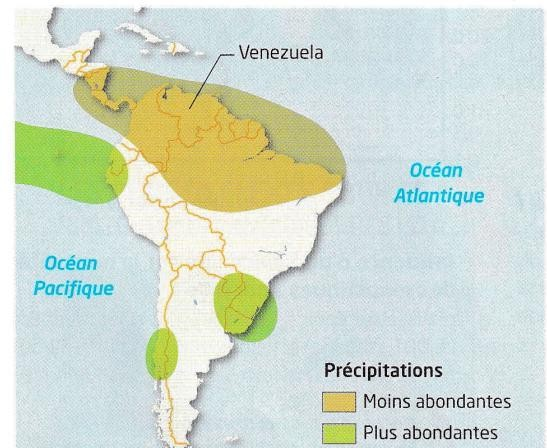 Venezuela
Océan
Atlantique
Océan
Pacifique
Précipitations
Moins abondantes
Plus abondantes